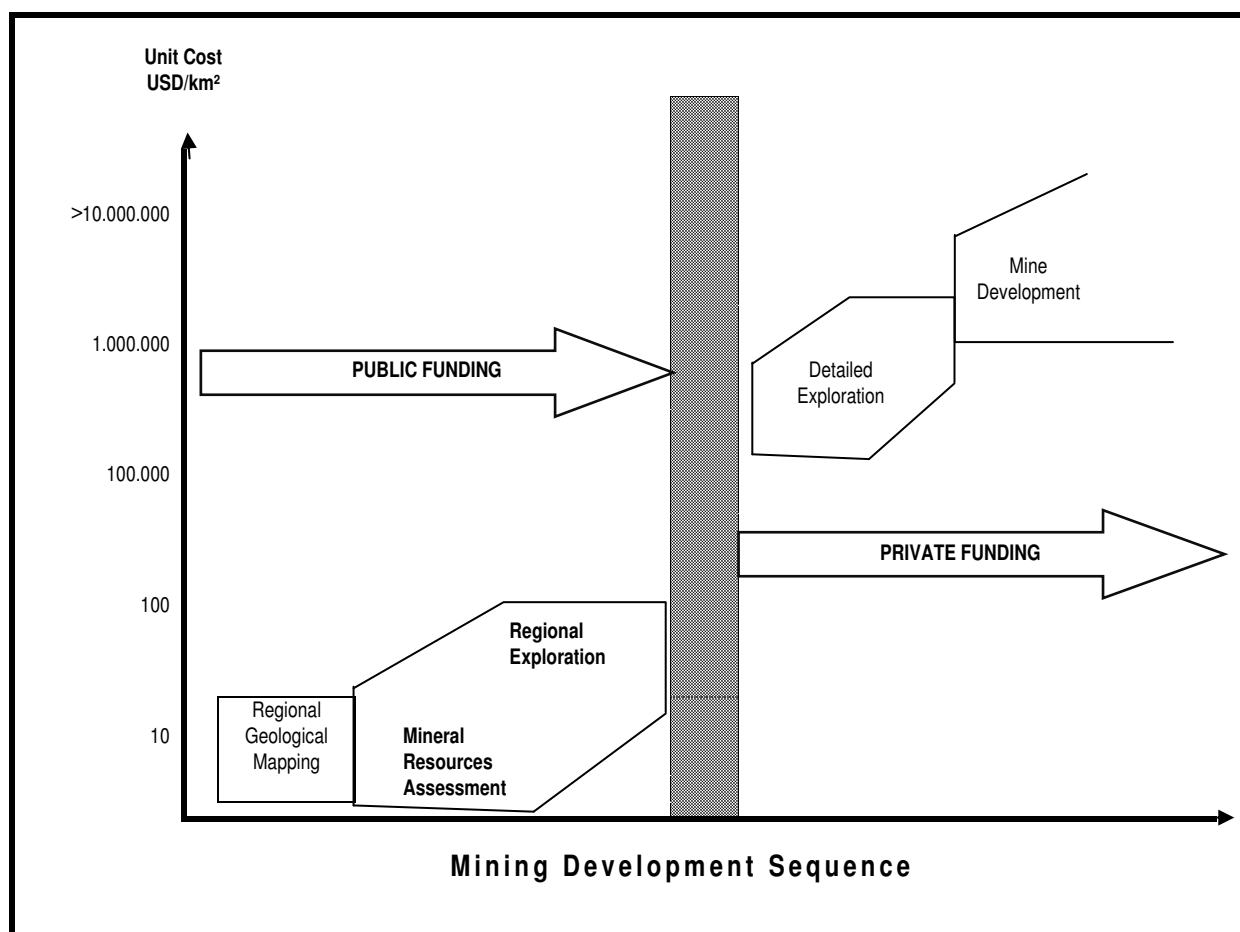 Unit Cost
USD/km²
>10.000.000
Mine
Development
1.000.000
PUBLIC FUNDING
Detailed
Exploration
100.000
PRIVATE FUNDING
100
Regional
Exploration
Regional
Geological
Mapping
10
Mineral
Resources
Assessment
Mining Development Sequence